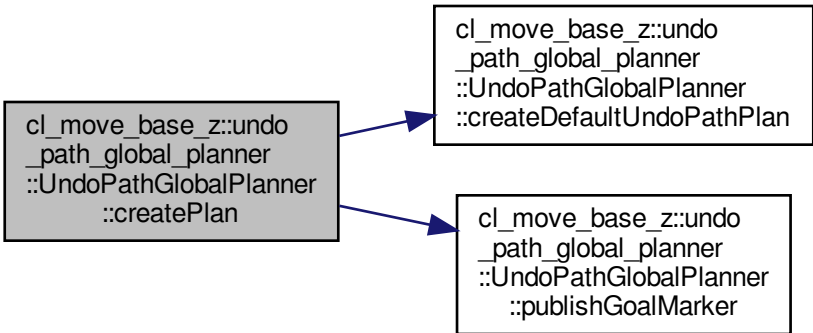 cl_move_base_z::undo
_path_global_planner
::UndoPathGlobalPlanner
::createPlan
cl_move_base_z::undo
_path_global_planner
::UndoPathGlobalPlanner
::createDefaultUndoPathPlan
cl_move_base_z::undo
_path_global_planner
::UndoPathGlobalPlanner
::publishGoalMarker